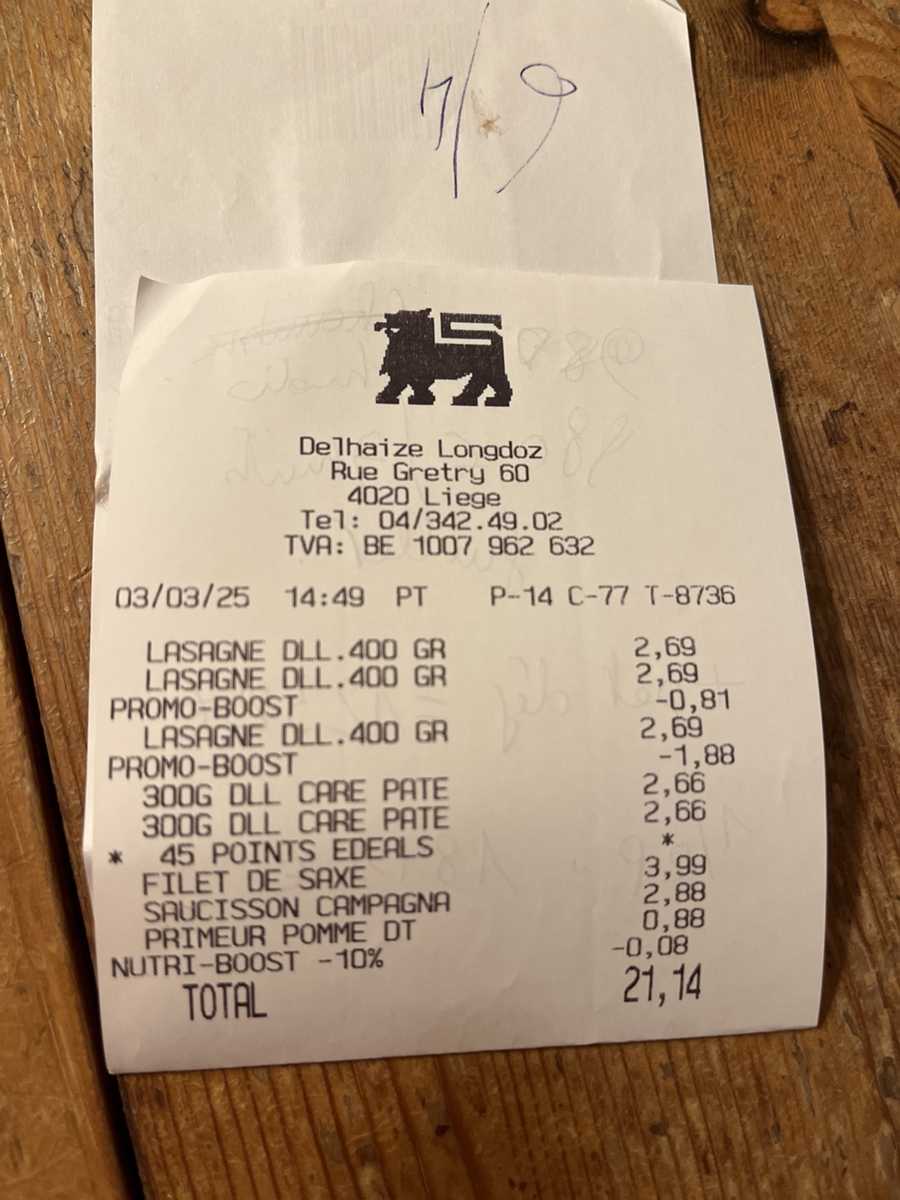 Delhaize Longdoz
Rue Gretry 60
4020 Liege
Tel: 04/342.49.02
TVA: BE 1007 962 632
03/03/25 14:49 PT P-14 C-77 T-8736
LASAGNE DLL.400 GR 2,69
LASAGNE DLL.400 GR 2,69
PROMO-BOOST -0,81
LASAGNE DLL.400 GR 2,69
PROMO-BOOST -1,88
300G DLL CARE PATE 2,66
300G DLL CARE PATE 2,66
* 45 POINTS EDEALS *
FILET DE SAXE 3,99
SAUCISSON CAMPAGNA 2,88
PRIMEUR POMME DT 0,88
NUTRI-BOOST -10% -0,08
TOTAL 21,14